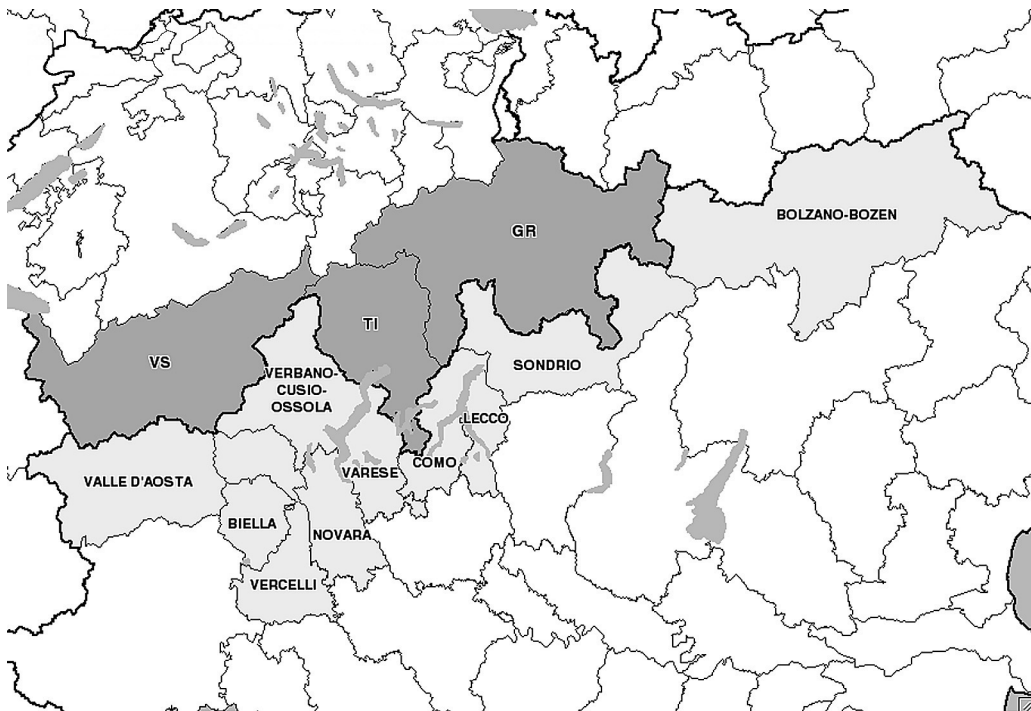 BOLZANO-BOZEN
GR
TI
VS
SONDRIO
VERBANO-
CUSIO-
OSSOLA
LECCO
COMO
VARESE
VALLE D'AOSTA
BIELLA
NOVARA
VERCELLI